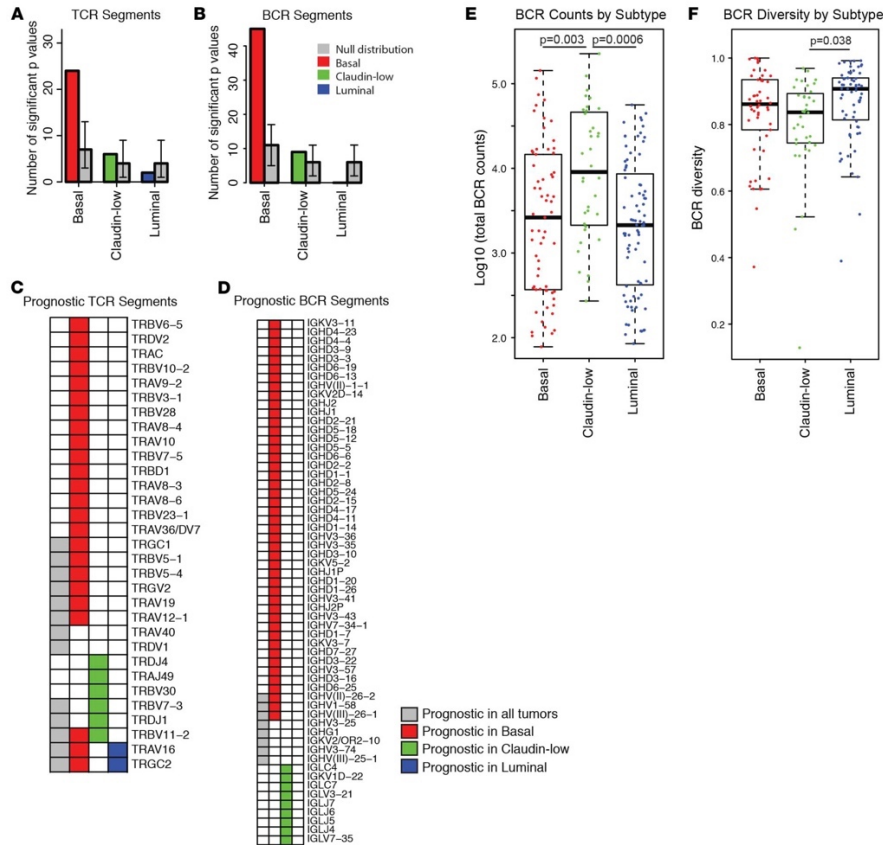 A
TCR Segments
Number of significant p values
30
20
10
0
Basal
Claudin-low
Luminal
B
BCR Segments
Number of significant p values
40
30
20
10
0
Null distribution
Basal
Claudin-low
Luminal
Basal
Claudin-low
Luminal
C
Prognostic TCR Segments
TRBV6-5
TRDV2
TRAC
TRBV10-2
TRAV9-2
TRBV3-1
TRBV28
TRAV8-4
TRAV10
TRBV7-5
TRBD1
TRAV8-3
TRAV8-6
TRBV23-1
TRAV36/DV7
TRGC1
TRBV5-1
TRBV5-4
TRGV2
TRAV19
TRAV12-1
TRAV40
TRDV1
TRDJ4
TRAJ49
TRBV30
TRBV7-3
TRDJ1
TRBV11-2
TRAV16
TRGC2
D
Prognostic BCR Segments
IGKV3-11
IGHD4-23
IGHD4-4
IGHD3-9
IGHD3-3
IGHD6-19
IGHD6-13
IGHV(II)-1-1
IGKV2D-14
IGHJ2
IGHJ1
IGHD2-21
IGHD5-18
IGHD5-12
IGHD5-5
IGHD6-6
IGHD2-2
IGHD1-1
IGHD2-8
IGHD5-24
IGHD2-15
IGHD4-17
IGHD4-11
IGHD1-14
IGHV3-36
IGHV3-35
IGHD3-10
IGKV5-2
IGHJ1P
IGHD1-20
IGHD1-26
IGHV3-41
IGHJ2P
IGHV3-43
IGHV7-34-1
IGHD1-7
IGKV3-7
IGHD7-27
IGHD3-22
IGHV3-57
IGHD3-16
IGHD6-25
IGHV(II)-26-2
IGHV1-58
IGHV(III)-26-1
IGHV3-25
IGHG1
IGKV2/OR2-10
IGHV3-74
IGHV(III)-25-1
IGLC4
IGKV1D-22
IGLC7
IGLV3-21
IGLJ7
IGLJ6
IGLJ5
IGLJ4
IGLV7-35
Prognostic in all tumors
Prognostic in Basal
Prognostic in Claudin-low
Prognostic in Luminal
E
BCR Counts by Subtype
p=0.003
p=0.0006
Log10 (total BCR counts)
5.0
4.0
3.0
2.0
Basal
Claudin-low
Luminal
F
BCR Diversity by Subtype
p=0.038
BCR diversity
1.0
0.8
0.6
0.4
0.2
Basal
Claudin-low
Luminal